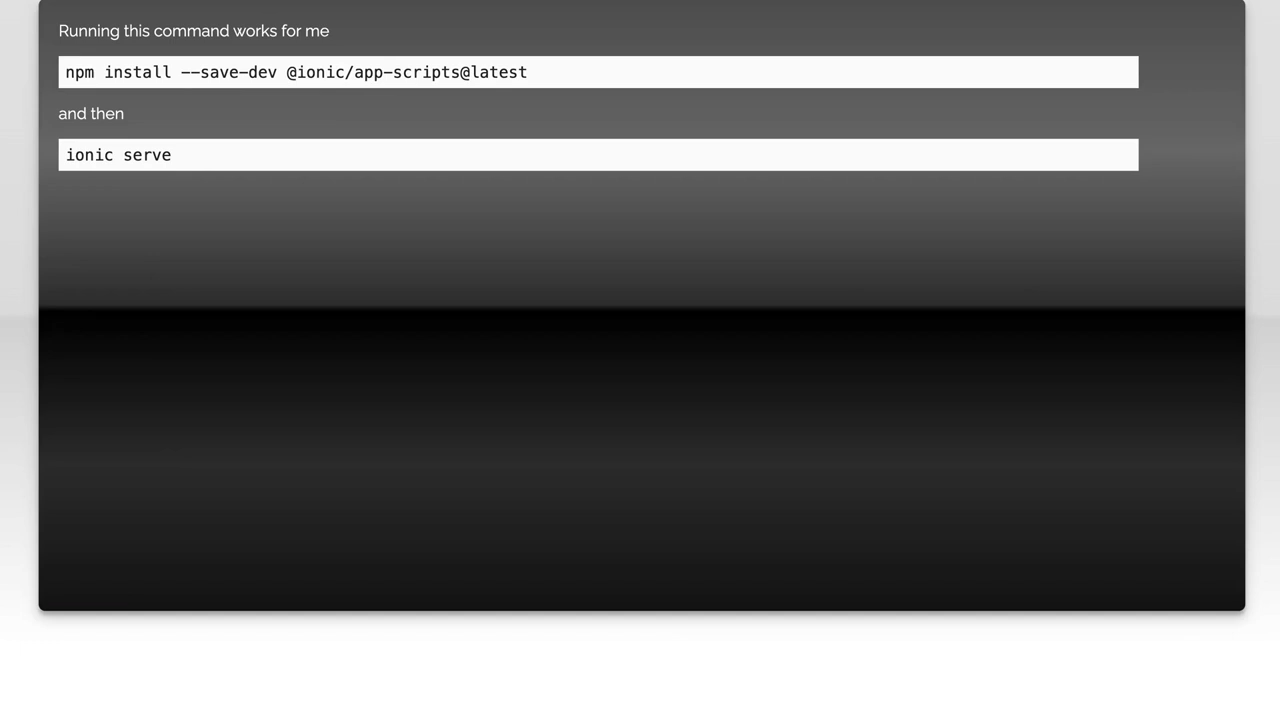 Running this command works for me
npm install --save-dev @ionic/app-scripts@latest
and then
ionic serve